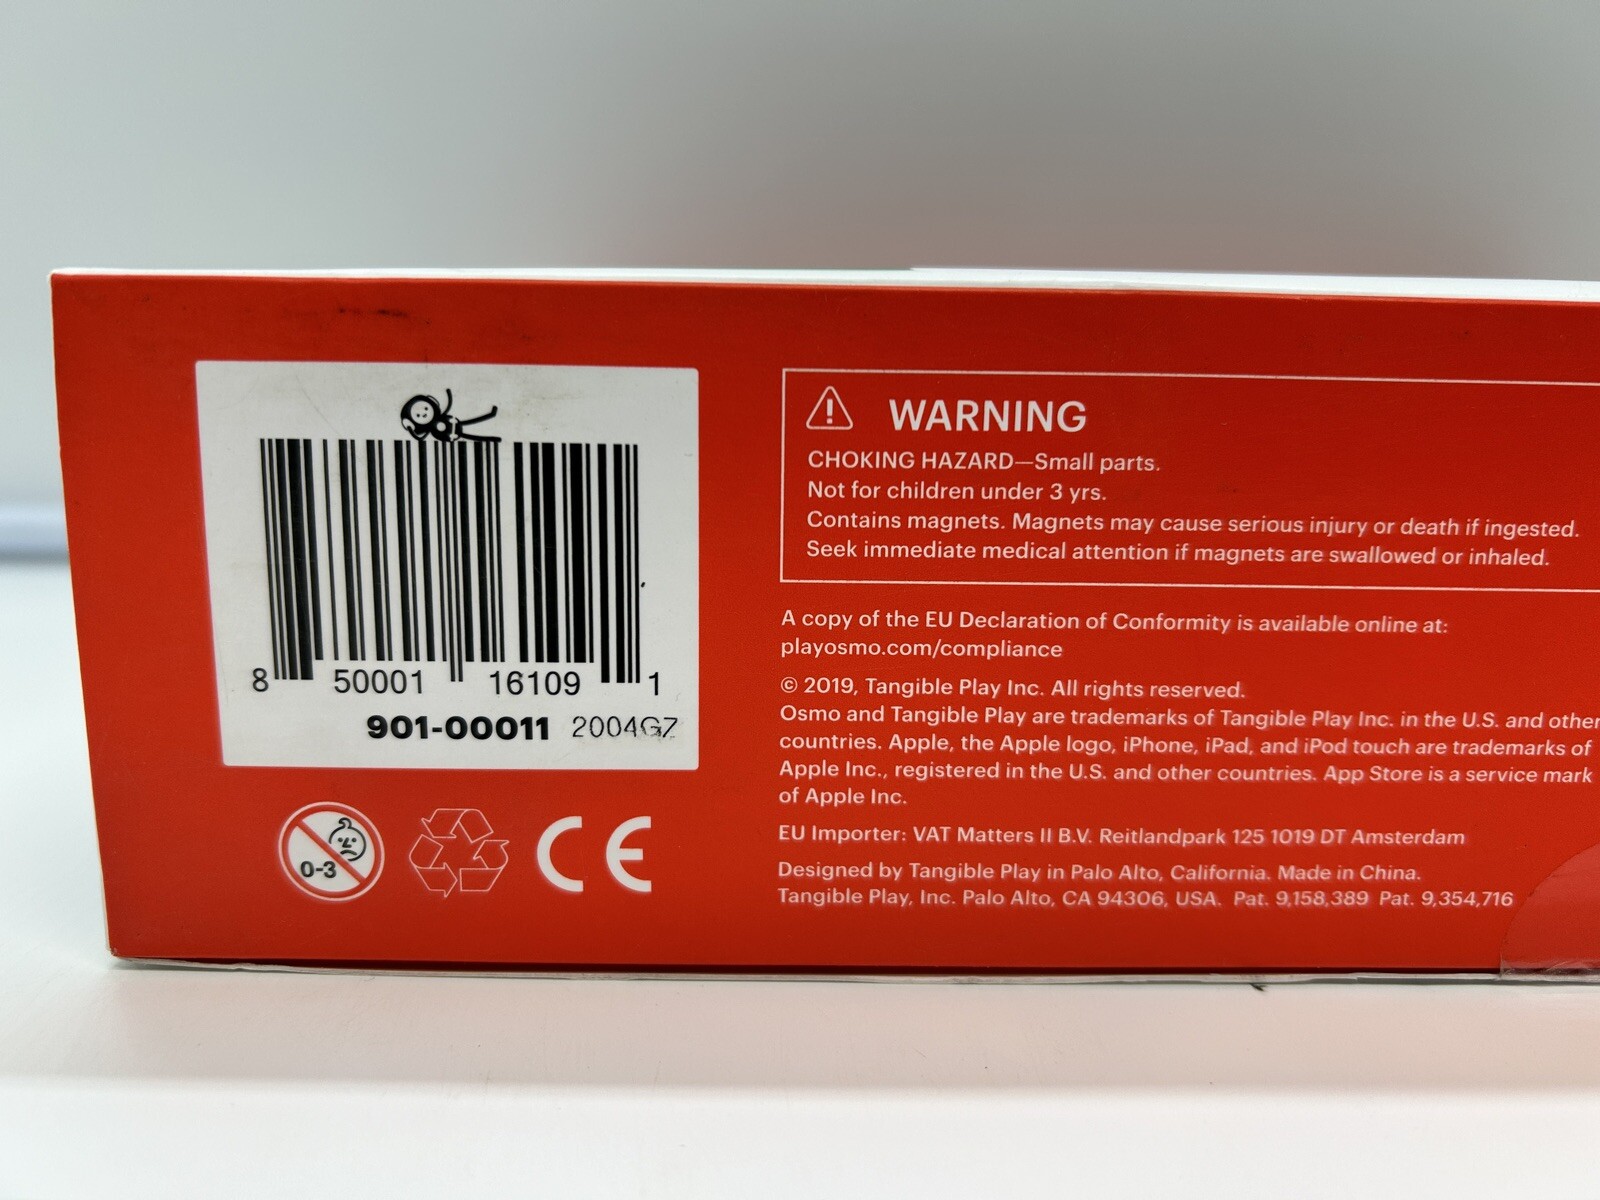 8 50001 16109 1
901-00011 2004GZ
0-3
CE
WARNING
CHOKING HAZARD—Small parts.
Not for children under 3 yrs.
Contains magnets. Magnets may cause serious injury or death if ingested.
Seek immediate medical attention if magnets are swallowed or inhaled.
A copy of the EU Declaration of Conformity is available online at:
playosmo.com/compliance
© 2019, Tangible Play Inc. All rights reserved.
Osmo and Tangible Play are trademarks of Tangible Play Inc. in the U.S. and other
countries. Apple, the Apple logo, iPhone, iPad, and iPod touch are trademarks of
Apple Inc., registered in the U.S. and other countries. App Store is a service mark
of Apple Inc.
EU Importer: VAT Matters II B.V. Reitlandpark 125 1019 DT Amsterdam
Designed by Tangible Play in Palo Alto, California. Made in China.
Tangible Play, Inc. Palo Alto, CA 94306, USA. Pat. 9,158,389 Pat. 9,354,716